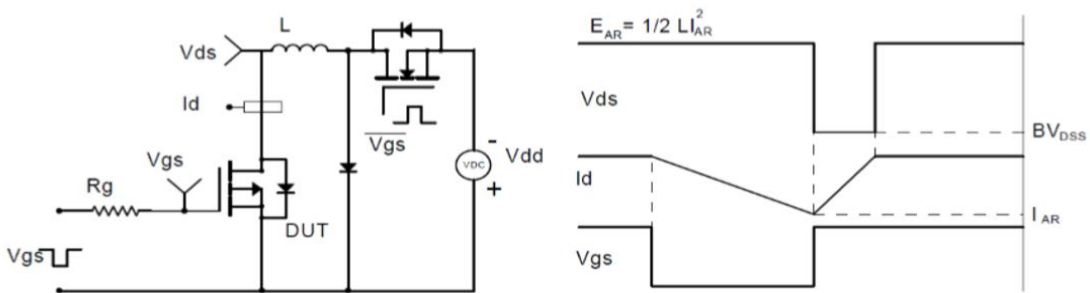 L
Vds
Id
Vgs
Rg
Vgs
DUT
Vgs
VDC
-
Vdd
+
E_AR = 1/2 LI²_AR
Vds
BV_DSS
Id
I_AR
Vgs